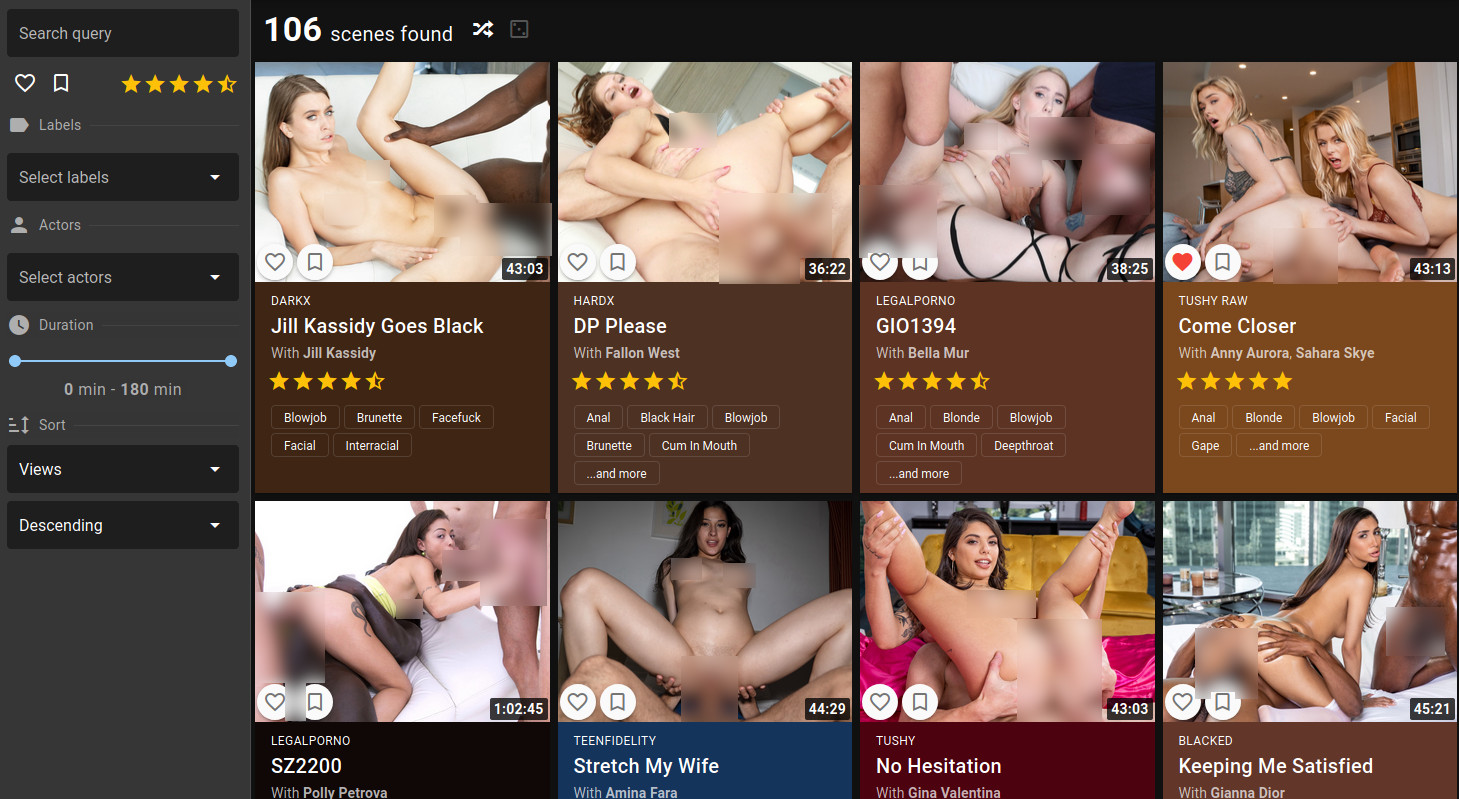 Search query
Labels
Select labels
Actors
Select actors
Duration
0 min - 180 min
Sort
Views
Descending
106 scenes found
43:03
DARKX
Jill Kassidy Goes Black
With Jill Kassidy
Blowjob Brunette Facefuck
Facial Interracial
36:22
HARDX
DP Please
With Fallon West
Anal Black Hair Blowjob
Brunette Cum In Mouth
...and more
38:25
LEGALPORNO
GIO1394
With Bella Mur
Anal Blonde Blowjob
Cum In Mouth Deepthroat
...and more
43:13
TUSHY RAW
Come Closer
With Anny Aurora, Sahara Skye
Anal Blonde Blowjob Facial
Gape ...and more
1:02:45
LEGALPORNO
SZ2200
With Polly Petrova
44:29
TEENFIDELITY
Stretch My Wife
With Amina Fara
43:03
TUSHY
No Hesitation
With Gina Valentina
45:21
BLACKED
Keeping Me Satisfied
With Gianna Dior